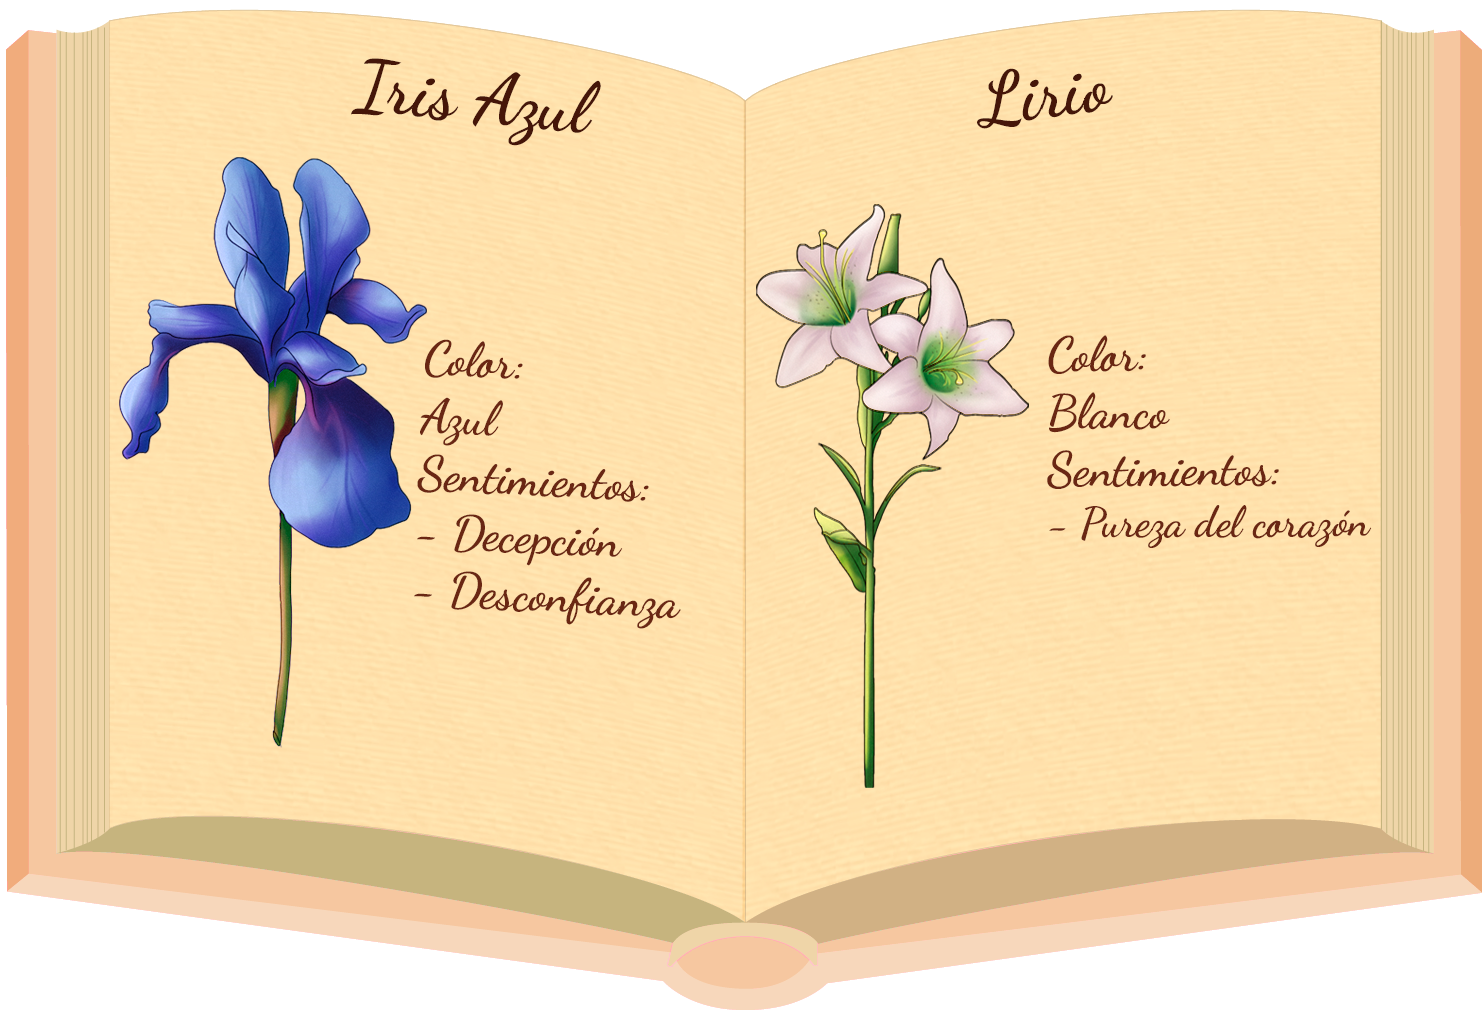 Iris Azul
Color:
Azul
Sentimientos:
- Decepción
- Desconfianza
Lirio
Color:
Blanco
Sentimientos:
- Pureza del corazón